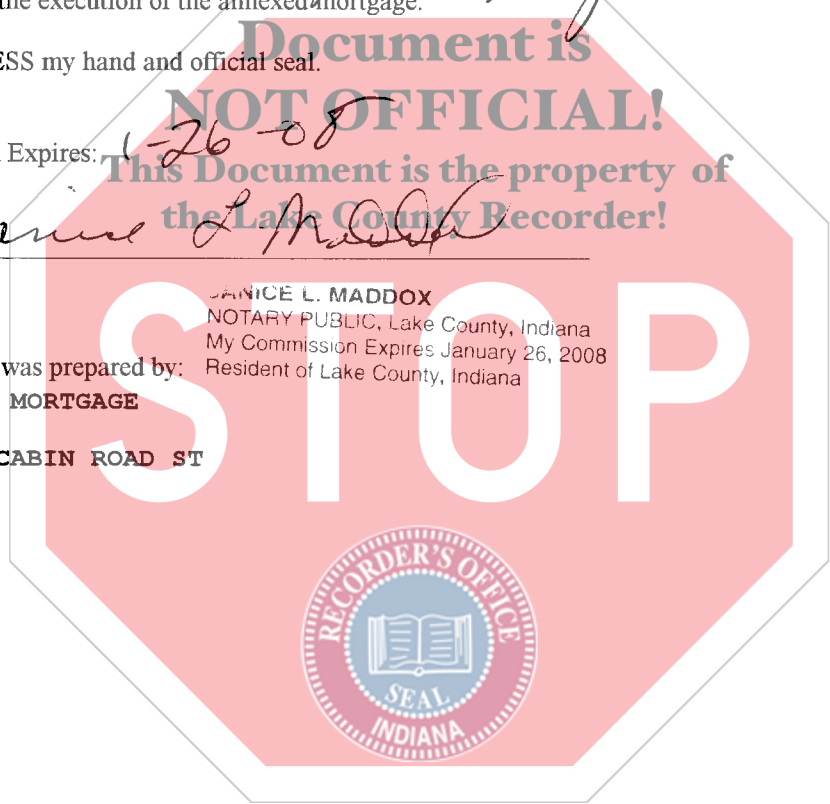 the execution of the annexed mortgage.
Document is
ESS my hand and official seal.
NOT OFFICIAL!
Expires: 1-26-08
This Document is the property of
the Lake County Recorder!
L. Maddox
JANICE L. MADDOX
NOTARY PUBLIC, Lake County, Indiana
My Commission Expires January 26, 2008
Resident of Lake County, Indiana
was prepared by:
MORTGAGE
CABIN ROAD ST
STOP
RECORDER'S OFFICE
SEAL
INDIANA